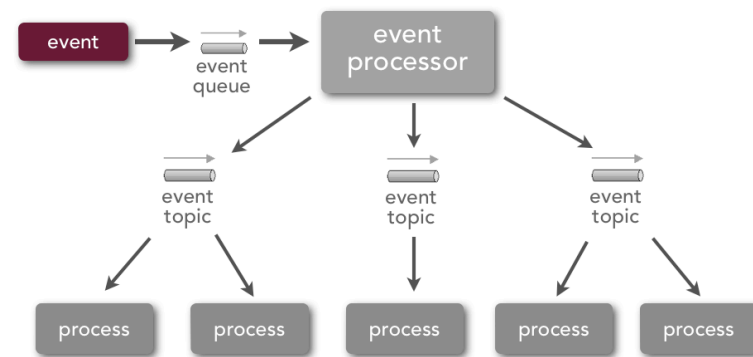 event
event
queue
event
processor
event
topic
event
topic
event
topic
process
process
process
process
process